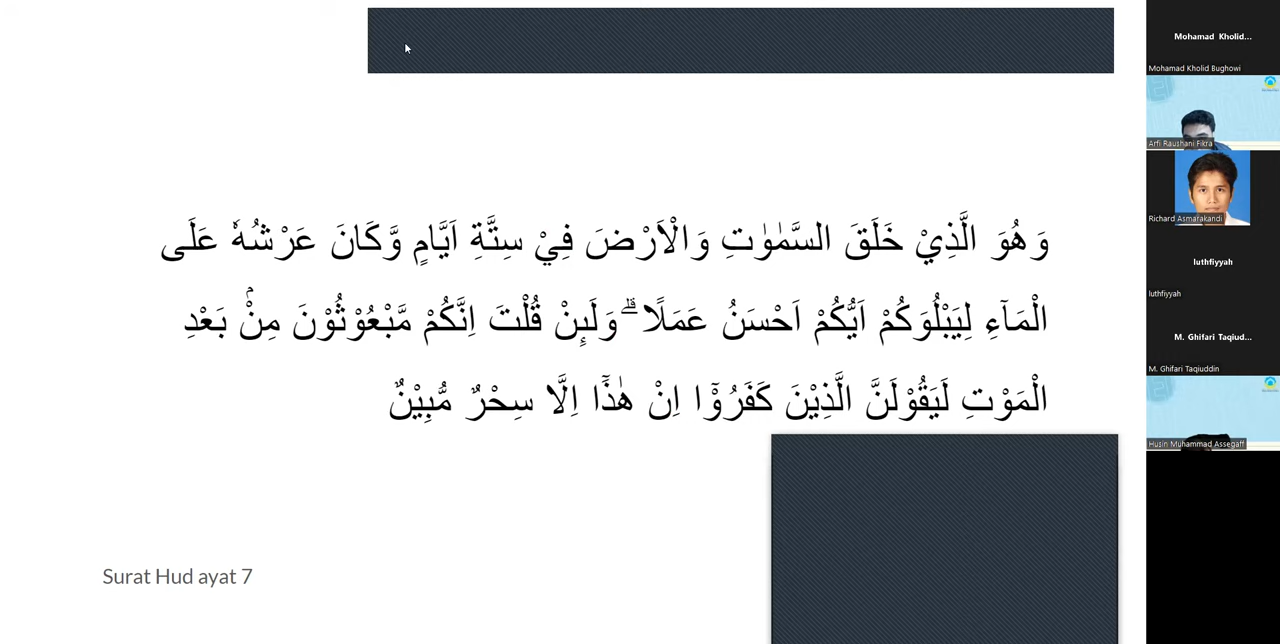 وَهُوَ الَّذِيْ خَلَقَ السَّمٰوٰتِ وَالْاَرْضَ فِيْ سِتَّةِ اَيَّامٍ وَّكَانَ عَرْشُهٗ عَلَى
الْمَاۤءِ لِيَبْلُوَكُمْ اَيُّكُمْ اَحْسَنُ عَمَلًا ۗوَلَىِٕنْ قُلْتَ اِنَّكُمْ مَّبْعُوْثُوْنَ مِنْۢ بَعْدِ
الْمَوْتِ لَيَقُوْلَنَّ الَّذِيْنَ كَفَرُوْٓا اِنْ هٰذَٓا اِلَّا سِحْرٌ مُّبِيْنٌ
Surat Hud ayat 7
Mohamad Kholid...
Mohamad Kholid Bughowi
Arfi Raushani Fikra
Richard Asmarakandi
luthfiyyah
luthfiyyah
M. Ghifari Taqiud...
M. Ghifari Taqiuddin
Husin Muhammad Assegaff